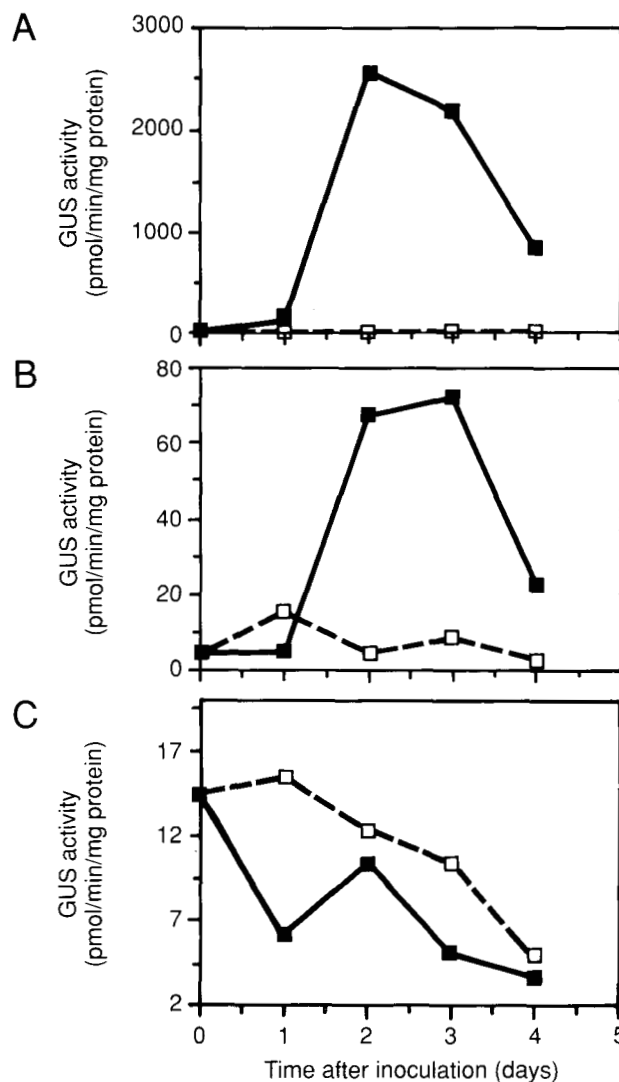 A
GUS activity
(pmol/min/mg protein)
3000
2000
1000
0
B
GUS activity
(pmol/min/mg protein)
80
60
40
20
0
C
GUS activity
(pmol/min/mg protein)
17
12
7
2
0 1 2 3 4 5
Time after inoculation (days)